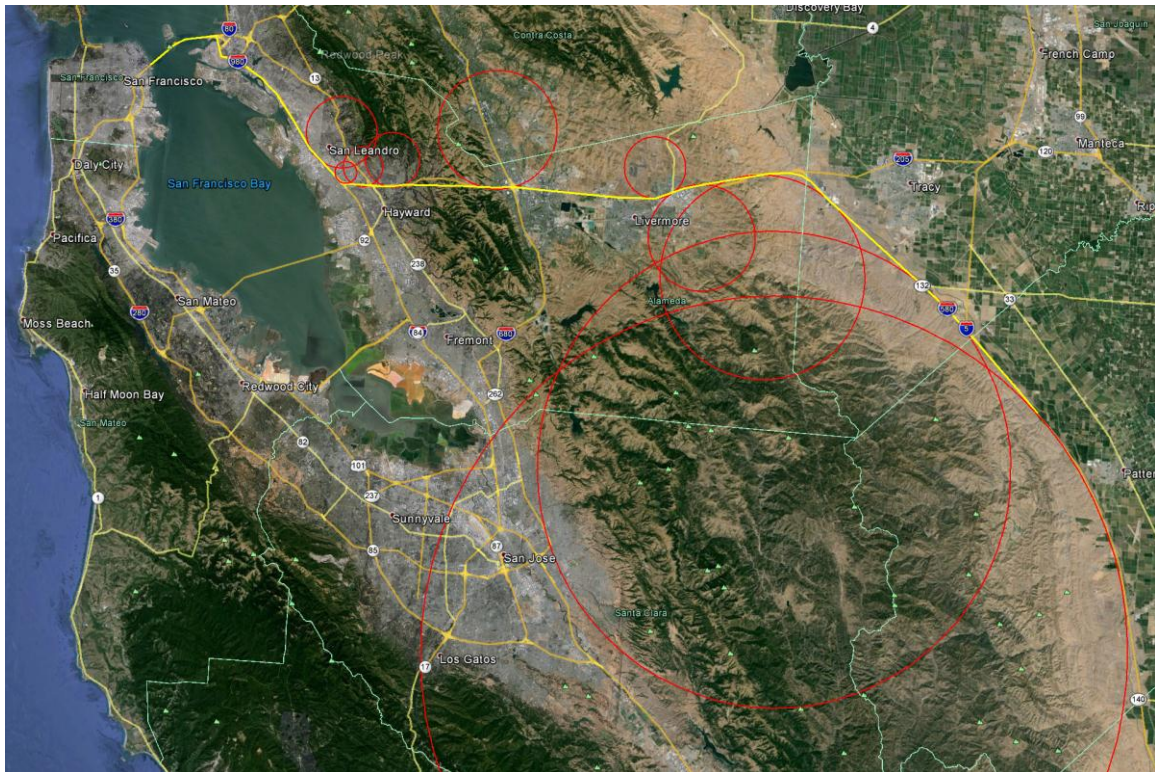 Discovery Bay
4
San Joaquin
80
Contra Costa
French Camp
Redwood Peak
980
San Francisco
San Francisco
13
99
San Leandro
Manteca
120
Daly City
205
Tracy
San Francisco Bay
Hayward
Livermore
Rip
380
Pacifica
92
238
35
132
33
San Mateo
Alameda
280
580
Moss Beach
5
84
Fremont
680
Redwood City
Half Moon Bay
262
San Mateo
82
101
Patter
237
1
Sunnyvale
87
85
San Jose
Santa Clara
Los Gatos
17
140